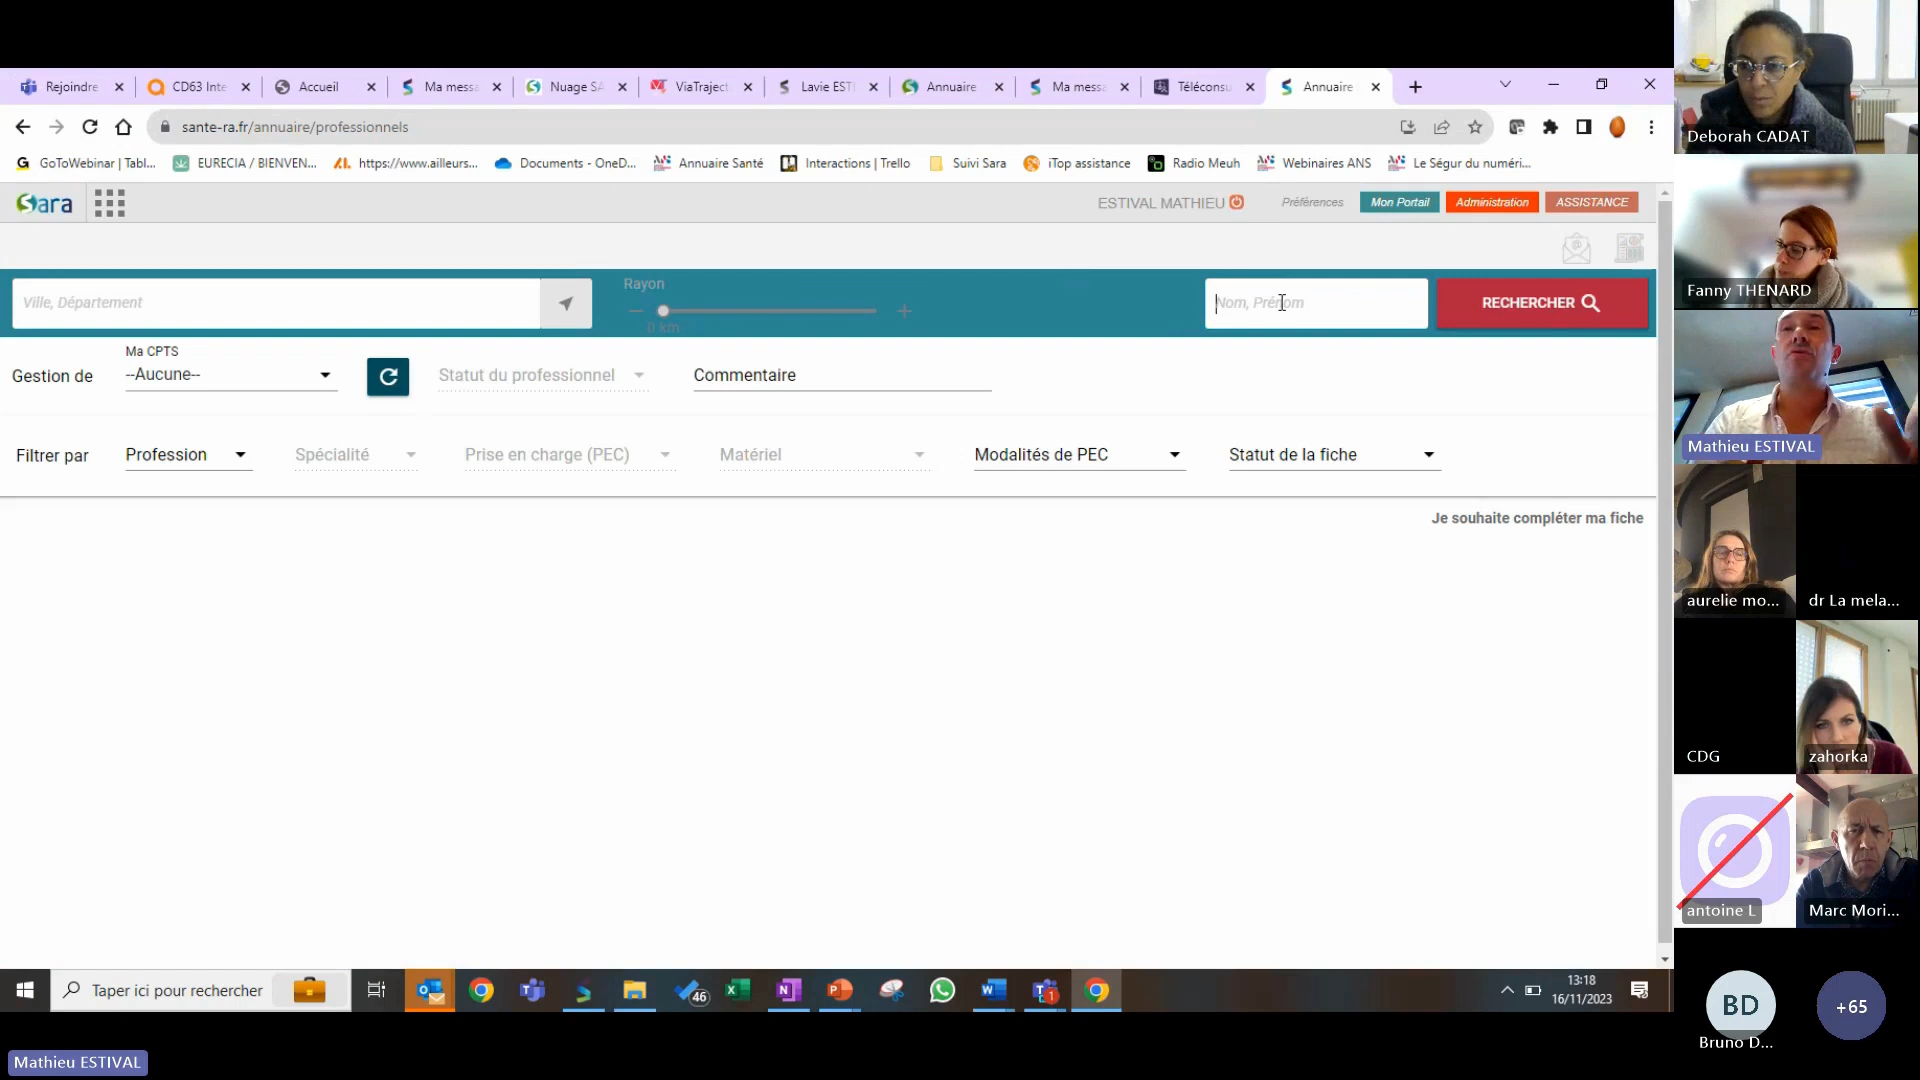 Rejoindre
CD63 Inte
Accueil
Ma messa
Nuage SA
ViaTraject
Lavie ESTI
Annuaire
Ma messa
Téléconsu
Annuaire
sante-ra.fr/annuaire/professionnels
GoToWebinar | Tabl...
EURECIA / BIENVEN...
https://www.ailleurs...
Documents - OneD...
Annuaire Santé
Interactions | Trello
Suivi Sara
iTop assistance
Radio Meuh
Webinaires ANS
Le Ségur du numéri...
Sara
ESTIVAL MATHIEU
Préférences
Mon Portail
Administration
ASSISTANCE
Ville, Département
Rayon
0 km
Nom, Prénom
RECHERCHER
Gestion de
Ma CPTS
--Aucune--
Statut du professionnel
Commentaire
Filtrer par
Profession
Spécialité
Prise en charge (PEC)
Matériel
Modalités de PEC
Statut de la fiche
Je souhaite compléter ma fiche
Taper ici pour rechercher
46
1
13:18
16/11/2023
Mathieu ESTIVAL
Deborah CADAT
Fanny THENARD
Mathieu ESTIVAL
aurelie mo...
dr La mela...
CDG
zahorka
antoine L
Marc Mori...
BD
Bruno D...
+65